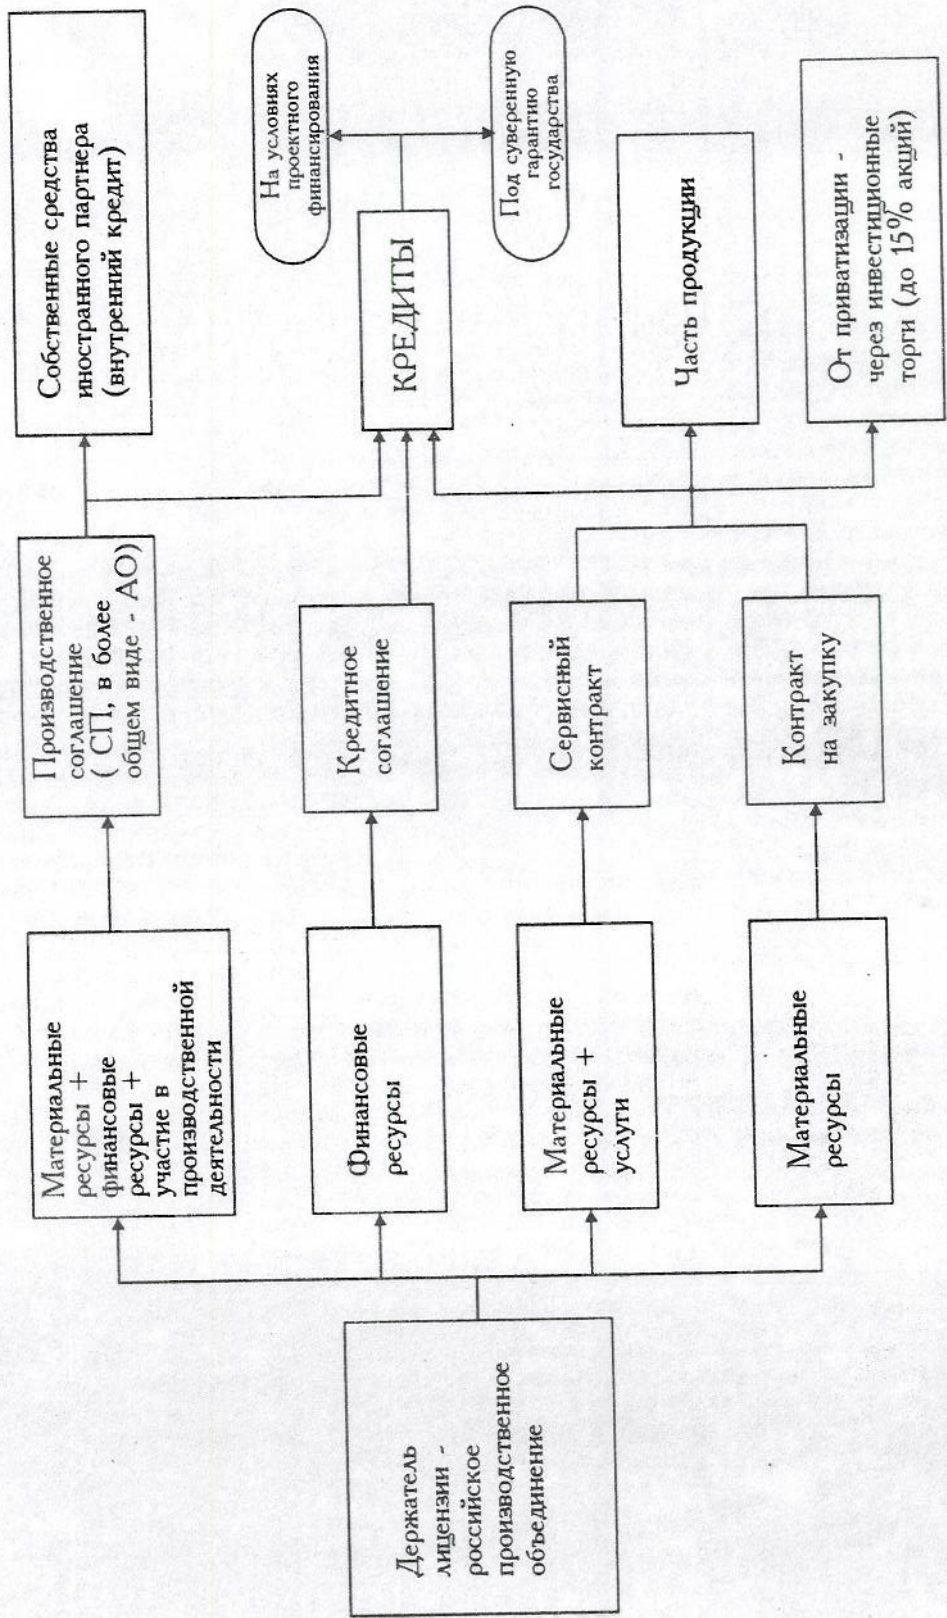 Держатель
лицензии -
российское
производственное
объединение
Материальные
ресурсы +
финансовые
ресурсы +
участие в
производственной
деятельности
Финансовые
ресурсы
Материальные
ресурсы +
услуги
Материальные
ресурсы
Производственное
соглашение
( СП, в более
общем виде - АО)
Кредитное
соглашение
Сервисный
контракт
Контракт
на закупку
Собственные средства
иностранного партнера
(внутренний кредит)
КРЕДИТЫ
На условиях
проектного
финансирования
Под суверенную
гарантию
государства
Часть продукции
От приватизации -
через инвестиционные
торги (до 15% акций)